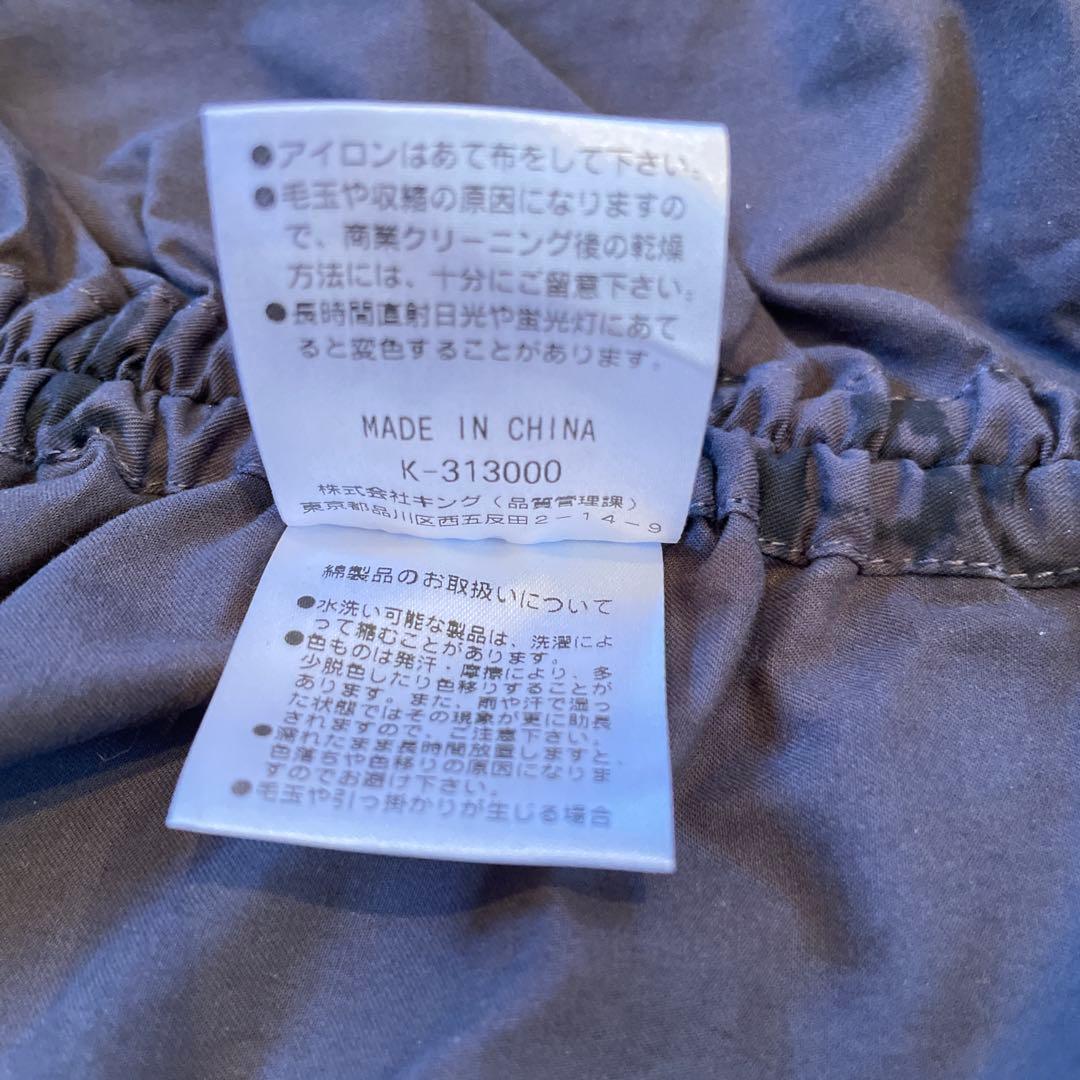 ●アイロンはあて布をして下さい。
●毛玉や収縮の原因になりますの
で、商業クリーニング後の乾燥
方法には、十分にご留意下さい。
●長時間直射日光や蛍光灯にあて
ると変色することがあります。
MADE IN CHINA
K-313000
株式会社キング(品質管理課)
東京都品川区西五反田2-14-9
綿製品のお取扱いについて
●水洗い可能な製品は、洗濯によ
って縮むことがあります。
●色ものは発汗・摩擦により、多
少脱色したり色移りすることが
あります。また、雨や汗で湿っ
た状態ではその現象が更に助長
されますので、ご注意下さい。
●濡れたまま長時間放置しますと、
色落ちや色移りの原因になりま
すのでお避け下さい。
●毛玉や引っ掛かりが生じる場合